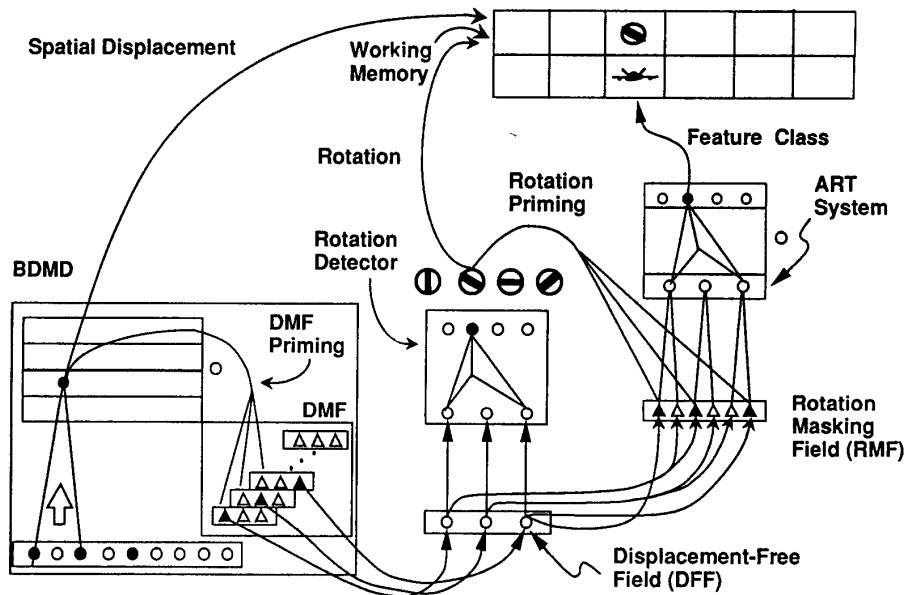 Spatial Displacement
Working
Memory
Feature Class
Rotation
Rotation
Priming
ART
System
Rotation
Detector
BDMD
DMF
Priming
DMF
Rotation
Masking
Field (RMF)
Displacement-Free
Field (DFF)